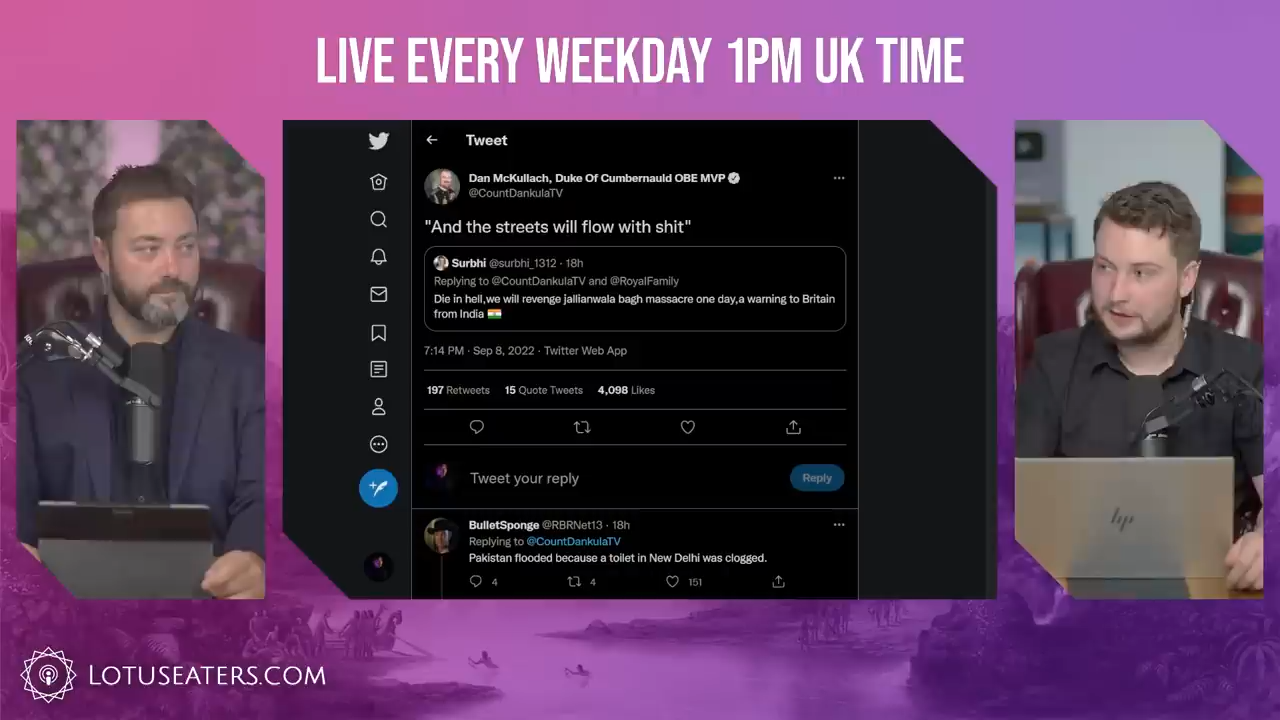 LIVE EVERY WEEKDAY 1PM UK TIME
Tweet
Dan McKullach, Duke Of Cumbernauld OBE MVP
@CountDankulaTV
"And the streets will flow with shit"
Surbhi @surbhi_1312 · 18h
Replying to @CountDankulaTV and @RoyalFamily
Die in hell,we will revenge jallianwala bagh massacre one day,a warning to Britain
from India 🇮🇳
7:14 PM · Sep 8, 2022 · Twitter Web App
197 Retweets 15 Quote Tweets 4,098 Likes
Tweet your reply
Reply
BulletSponge @RBRNet13 · 18h
Replying to @CountDankulaTV
Pakistan flooded because a toilet in New Delhi was clogged.
4 4 151
hp
LOTUSEATERS.COM